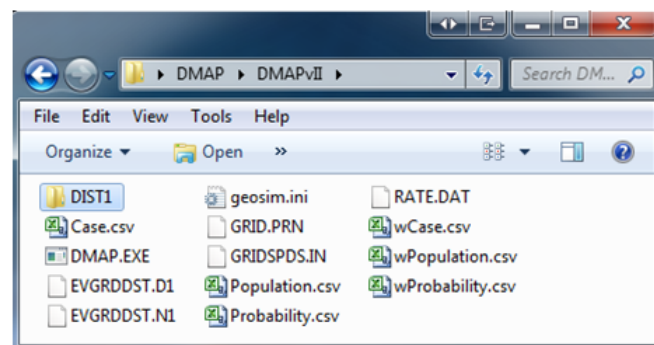 DMAP DMAPvII Search DM...
File Edit View Tools Help
Organize Open »
DIST1 geosim.ini RATE.DAT
Case.csv GRID.PRN wCase.csv
DMAP.EXE GRIDSPDS.IN wPopulation.csv
EVGRDDST.D1 Population.csv wProbability.csv
EVGRDDST.N1 Probability.csv